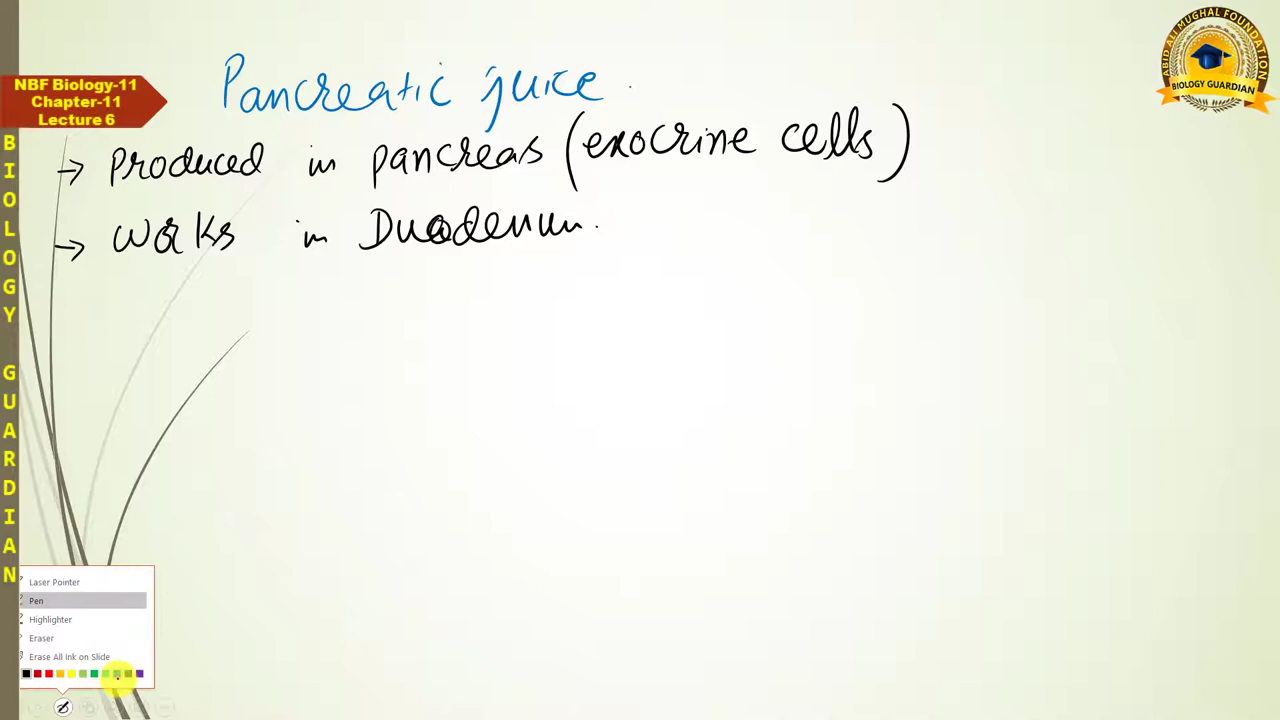 NBF Biology-11
Chapter-11
Lecture 6
BIOLOGY GUARDIAN
Pancreatic juice
→ Produced in pancreas (exocrine cells)
→ Works in Duodenum.
ABID ALI MUGHAL FOUNDATION
BIOLOGY GUARDIAN
Laser Pointer
Pen
Highlighter
Eraser
Erase All Ink on Slide